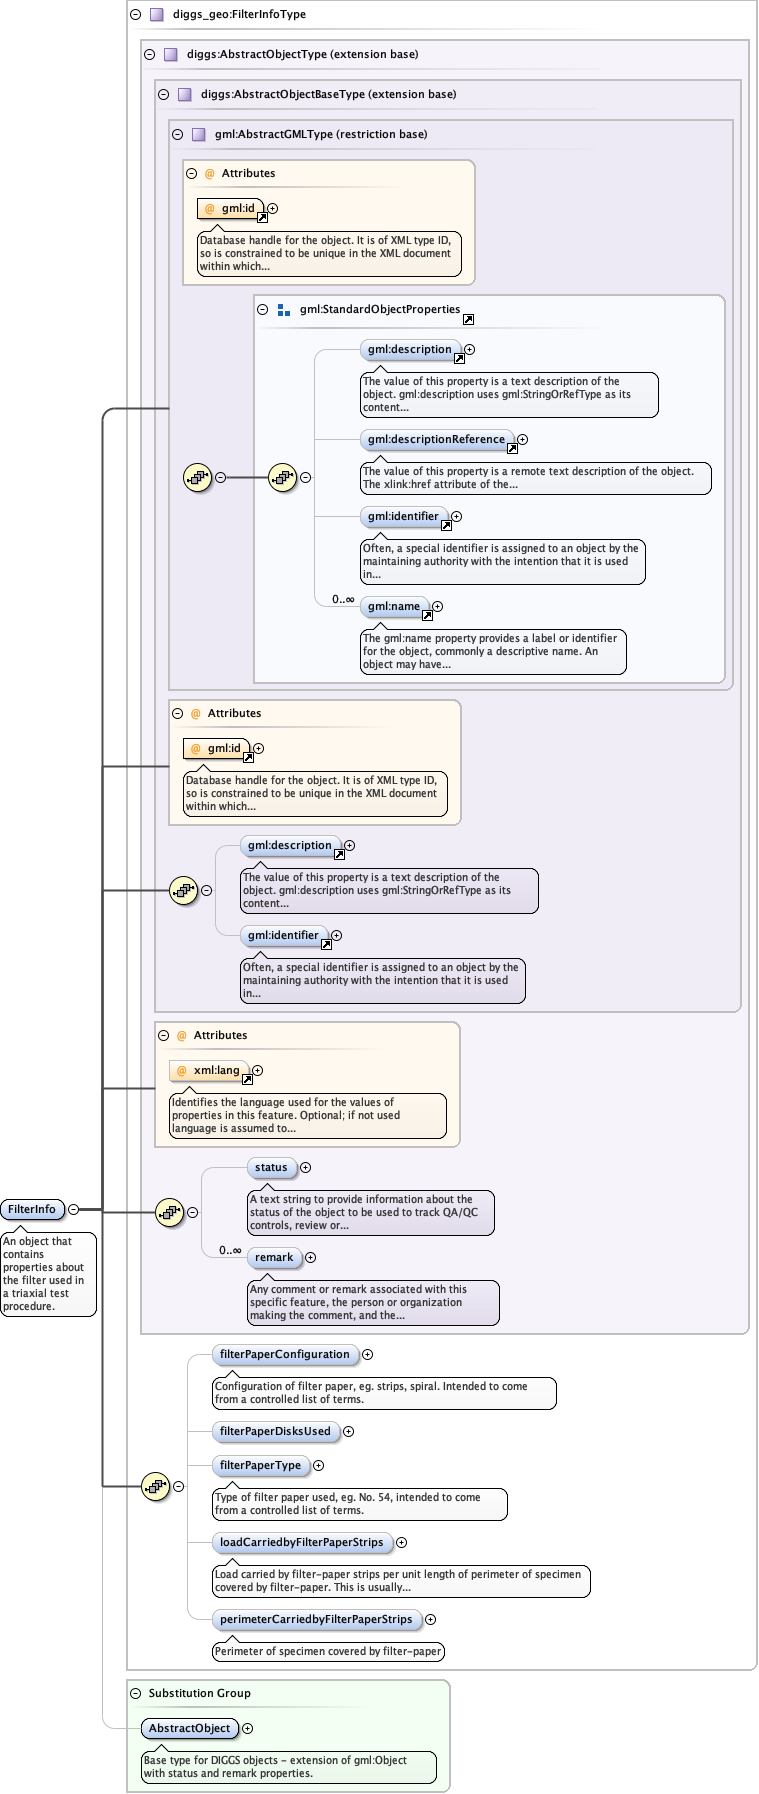 diggs_geo:FilterInfoType
diggs:AbstractObjectType (extension base)
diggs:AbstractObjectBaseType (extension base)
gml:AbstractGMLType (restriction base)
@ Attributes
@ gml:id
Database handle for the object. It is of XML type ID,
so is constrained to be unique in the XML document
within which...
gml:StandardObjectProperties
gml:description
The value of this property is a text description of the
object. gml:description uses gml:StringOrRefType as its
content...
gml:descriptionReference
The value of this property is a remote text description of the object.
The xlink:href attribute of the...
gml:identifier
Often, a special identifier is assigned to an object by the
maintaining authority with the intention that it is used
in...
0..∞
gml:name
The gml:name property provides a label or identifier
for the object, commonly a descriptive name. An
object may have...
@ Attributes
@ gml:id
Database handle for the object. It is of XML type ID,
so is constrained to be unique in the XML document
within which...
gml:description
The value of this property is a text description of the
object. gml:description uses gml:StringOrRefType as its
content...
gml:identifier
Often, a special identifier is assigned to an object by the
maintaining authority with the intention that it is used
in...
@ Attributes
@ xml:lang
Identifies the language used for the values of
properties in this feature. Optional; if not used
language is assumed to...
status
A text string to provide information about the
status of the object to be used to track QA/QC
controls, review or...
0..∞
remark
Any comment or remark associated with this
specific feature, the person or organization
making the comment, and the...
FilterInfo
An object that
contains
properties about
the filter used in
a triaxial test
procedure.
filterPaperConfiguration
Configuration of filter paper, eg. strips, spiral. Intended to come
from a controlled list of terms.
filterPaperDisksUsed
filterPaperType
Type of filter paper used, eg. No. 54, intended to come
from a controlled list of terms.
loadCarriedbyFilterPaperStrips
Load carried by filter-paper strips per unit length of perimeter of specimen
covered by filter-paper. This is usually...
perimeterCarriedbyFilterPaperStrips
Perimeter of specimen covered by filter-paper
Substitution Group
AbstractObject
Base type for DIGGS objects - extension of gml:Object
with status and remark properties.